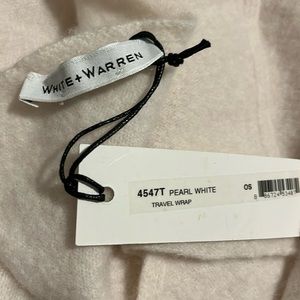 WHITE + WARREN
4547T PEARL WHITE OS
TRAVEL WRAP